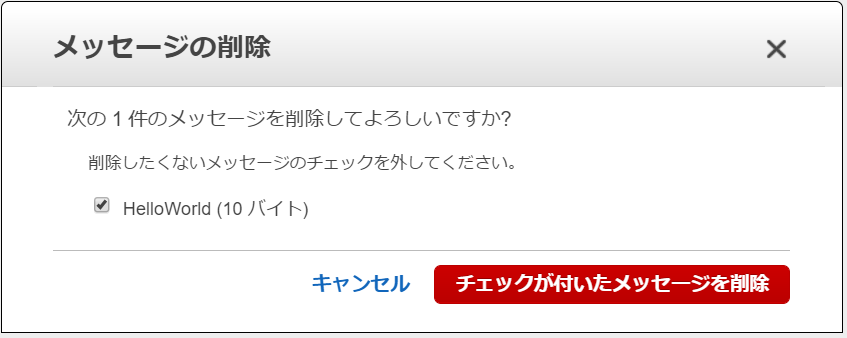 メッセージの削除
次の 1 件のメッセージを削除してよろしいですか?
削除したくないメッセージのチェックを外してください。
HelloWorld (10 バイト)
キャンセル チェックが付いたメッセージを削除